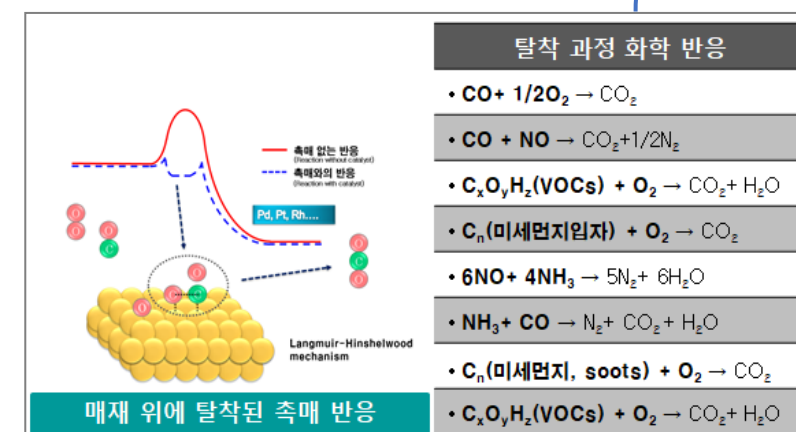 촉매 없는 반응
(Reaction without catalyst)
촉매와의 반응
(Reaction with catalyst)
Pd, Pt, Rh....
O
O
O
C
O
C
O
O
O
C
O
Langmuir-Hinshelwood
mechanism
매재 위에 탈착된 촉매 반응
탈착 과정 화학 반응
• CO+ 1/2O₂ → CO₂
• CO + NO → CO₂+1/2N₂
• CₓOᵧH_z(VOCs) + O₂ → CO₂+ H₂O
• Cₙ(미세먼지입자) + O₂ → CO₂
• 6NO+ 4NH₃ → 5N₂+ 6H₂O
• NH₃+ CO → N₂+ CO₂+ H₂O
• Cₙ(미세먼지, soots) + O₂ → CO₂
• CₓOᵧH_z(VOCs) + O₂ → CO₂+ H₂O